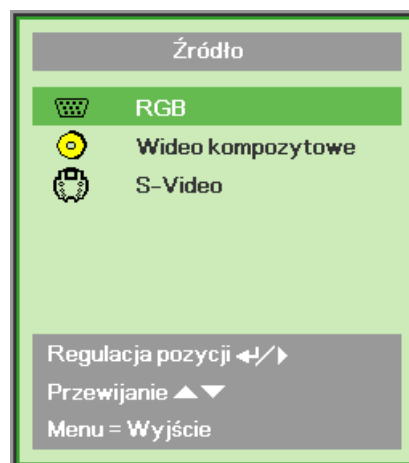 Źródło
RGB
Wideo kompozytowe
S-Video
Regulacja pozycji
Przewijanie
Menu = Wyjście